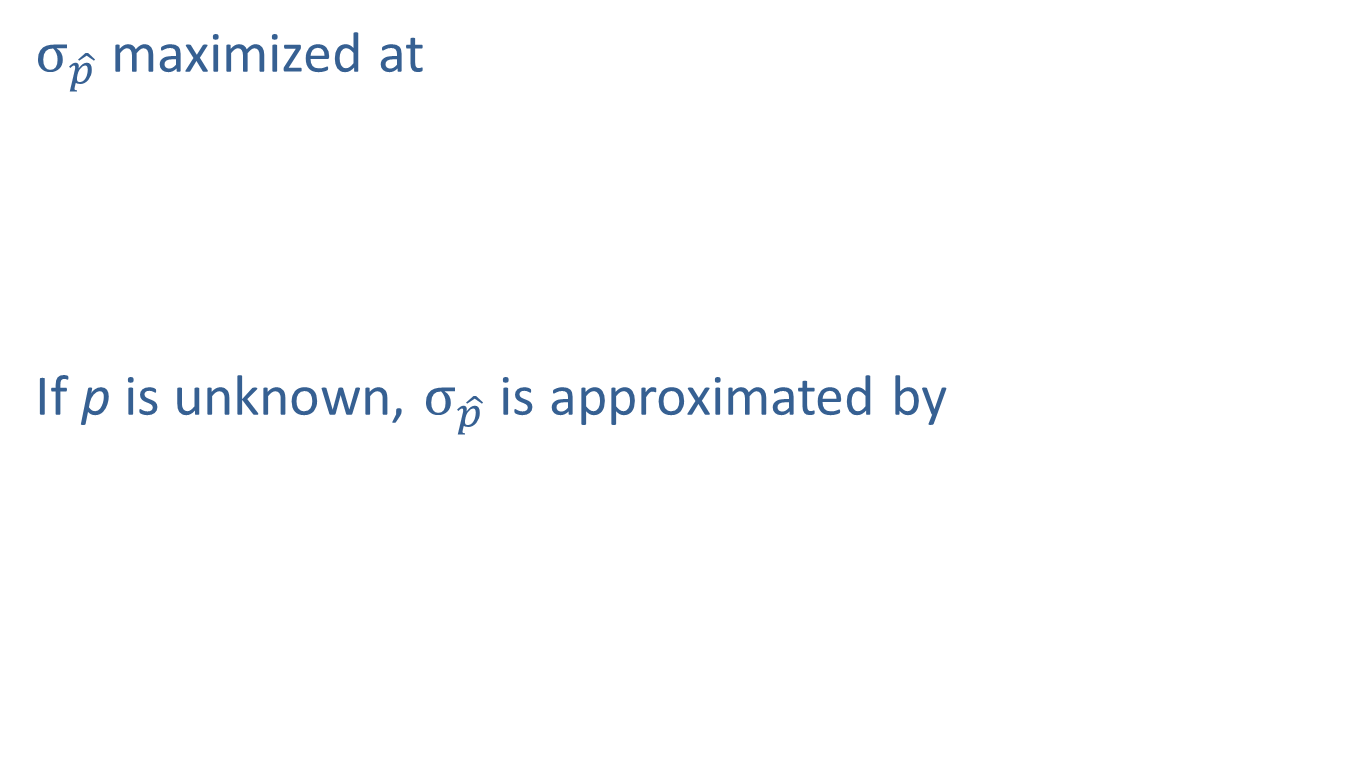 σ_p̂ maximized at
If p is unknown, σ_p̂ is approximated by